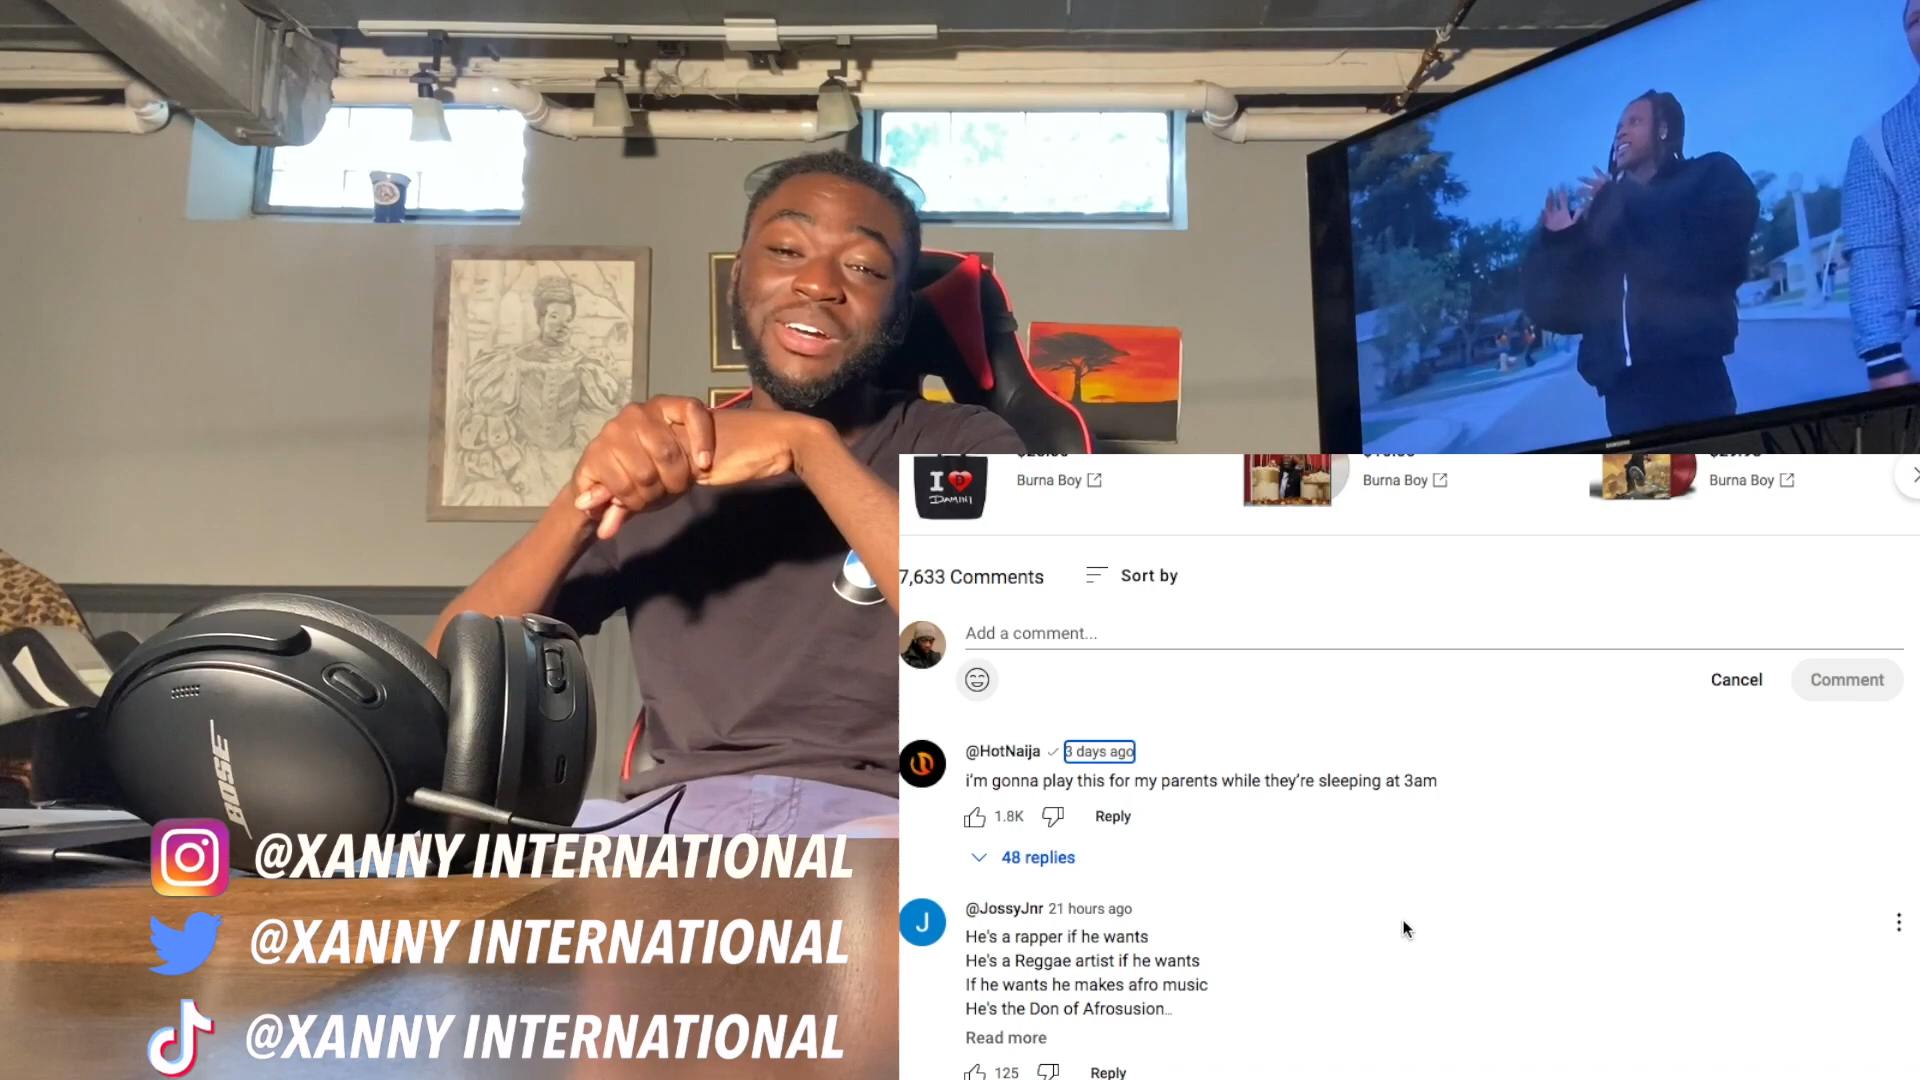 SAMSUNG
I
DAMINI
Burna Boy
Burna Boy
Burna Boy
7,633 Comments
Sort by
Add a comment...
Cancel
Comment
@HotNaija 3 days ago
i’m gonna play this for my parents while they’re sleeping at 3am
1.8K
Reply
48 replies
J
@JossyJnr 21 hours ago
He's a rapper if he wants
He's a Reggae artist if he wants
If he wants he makes afro music
He's the Don of Afrosusion...
Read more
125
Reply
BOSE
@XANNY INTERNATIONAL
@XANNY INTERNATIONAL
@XANNY INTERNATIONAL